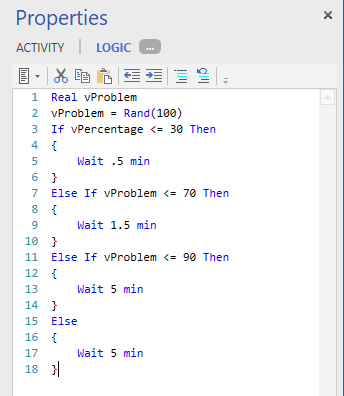 Properties
ACTIVITY LOGIC ...
1 Real vProblem
2 vProblem = Rand(100)
3 If vPercentage <= 30 Then
4 {
5 Wait .5 min
6 }
7 Else If vProblem <= 70 Then
8 {
9 Wait 1.5 min
10 }
11 Else If vProblem <= 90 Then
12 {
13 Wait 5 min
14 }
15 Else
16 {
17 Wait 5 min
18 }